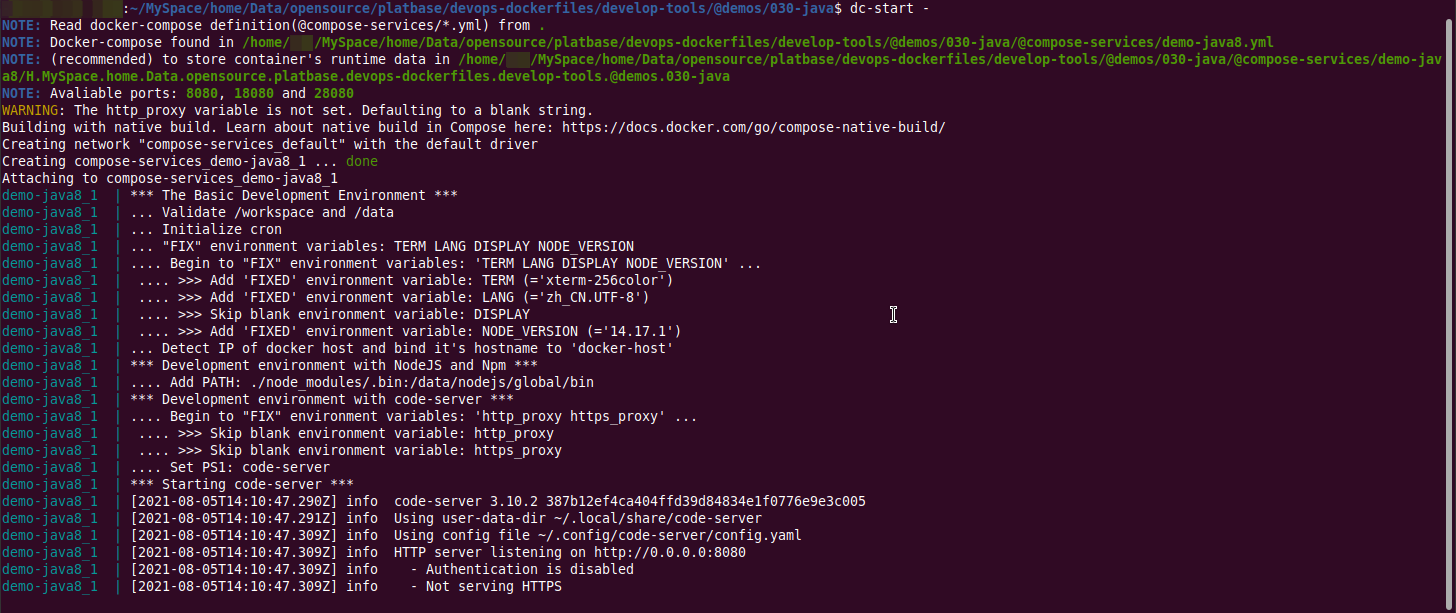 :~/MySpace/home/Data/opensource/platbase/devops-dockerfiles/develop-tools/@demos/030-java$ dc-start -
NOTE: Read docker-compose definition(@compose-services/*.yml) from .
NOTE: Docker-compose found in /home/ /MySpace/home/Data/opensource/platbase/devops-dockerfiles/develop-tools/@demos/030-java/@compose-services/demo-java8.yml
NOTE: (recommended) to store container's runtime data in /home/ /MySpace/home/Data/opensource/platbase/devops-dockerfiles/develop-tools/@demos/030-java/@compose-services/demo-jav
a8/H.MySpace.home.Data.opensource.platbase.devops-dockerfiles.develop-tools.@demos.030-java
NOTE: Avaliable ports: 8080, 18080 and 28080
WARNING: The http_proxy variable is not set. Defaulting to a blank string.
Building with native build. Learn about native build in Compose here: https://docs.docker.com/go/compose-native-build/
Creating network "compose-services_default" with the default driver
Creating compose-services_demo-java8_1 ... done
Attaching to compose-services_demo-java8_1
demo-java8_1  | *** The Basic Development Environment ***
demo-java8_1  | ... Validate /workspace and /data
demo-java8_1  | ... Initialize cron
demo-java8_1  | ... "FIX" environment variables: TERM LANG DISPLAY NODE_VERSION
demo-java8_1  | .... Begin to "FIX" environment variables: 'TERM LANG DISPLAY NODE_VERSION' ...
demo-java8_1  |  .... >>> Add 'FIXED' environment variable: TERM (='xterm-256color')
demo-java8_1  |  .... >>> Add 'FIXED' environment variable: LANG (='zh_CN.UTF-8')
demo-java8_1  |  .... >>> Skip blank environment variable: DISPLAY
demo-java8_1  |  .... >>> Add 'FIXED' environment variable: NODE_VERSION (='14.17.1')
demo-java8_1  | ... Detect IP of docker host and bind it's hostname to 'docker-host'
demo-java8_1  | *** Development environment with NodeJS and Npm ***
demo-java8_1  | .... Add PATH: ./node_modules/.bin:/data/nodejs/global/bin
demo-java8_1  | *** Development environment with code-server ***
demo-java8_1  | .... Begin to "FIX" environment variables: 'http_proxy https_proxy' ...
demo-java8_1  |  .... >>> Skip blank environment variable: http_proxy
demo-java8_1  |  .... >>> Skip blank environment variable: https_proxy
demo-java8_1  | .... Set PS1: code-server
demo-java8_1  | *** Starting code-server ***
demo-java8_1  | [2021-08-05T14:10:47.290Z] info  code-server 3.10.2 387b12ef4ca404ffd39d84834e1f0776e9e3c005
demo-java8_1  | [2021-08-05T14:10:47.291Z] info  Using user-data-dir ~/.local/share/code-server
demo-java8_1  | [2021-08-05T14:10:47.309Z] info  Using config file ~/.config/code-server/config.yaml
demo-java8_1  | [2021-08-05T14:10:47.309Z] info  HTTP server listening on http://0.0.0.0:8080
demo-java8_1  | [2021-08-05T14:10:47.309Z] info    - Authentication is disabled
demo-java8_1  | [2021-08-05T14:10:47.309Z] info    - Not serving HTTPS